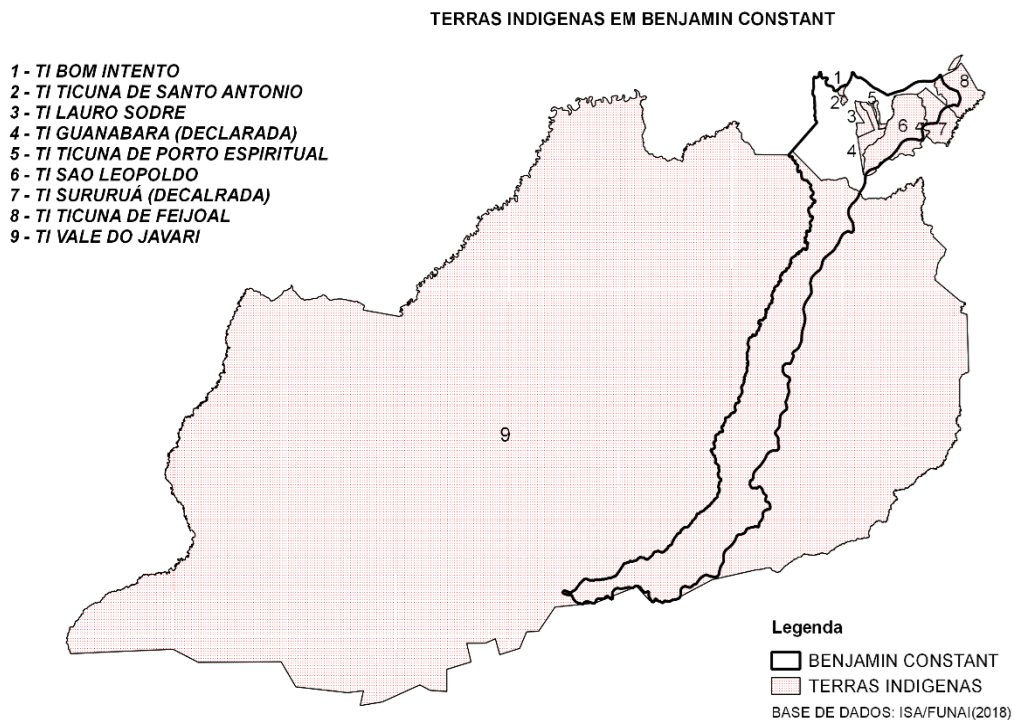 TERRAS INDIGENAS EM BENJAMIN CONSTANT
1 - TI BOM INTENTO
2 - TI TICUNA DE SANTO ANTONIO
3 - TI LAURO SODRE
4 - TI GUANABARA (DECLARADA)
5 - TI TICUNA DE PORTO ESPIRITUAL
6 - TI SAO LEOPOLDO
7 - TI SURURUÁ (DECALRADA)
8 - TI TICUNA DE FEIJOAL
9 - TI VALE DO JAVARI
1
8
2
5
3
6
7
4
9
Legenda
BENJAMIN CONSTANT
TERRAS INDIGENAS
BASE DE DADOS: ISA/FUNAI(2018)